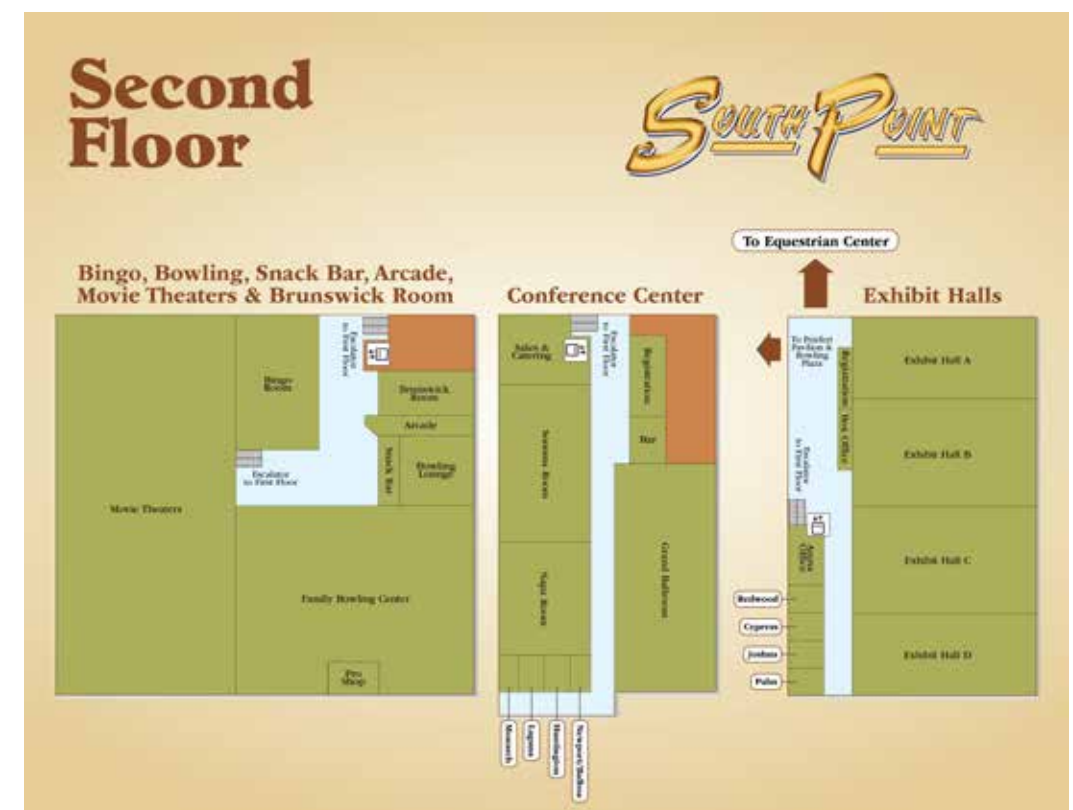 Second
Floor
SOUTH POINT
To Equestrian Center
Bingo, Bowling, Snack Bar, Arcade,
Movie Theaters & Brunswick Room
Conference Center
Exhibit Halls
Escalator
to First Floor
Bingo
Room
Brunswick
Room
Arcade
Snack Bar
Bowling
Lounge
Escalator
to First Floor
Movie Theaters
Family Bowling Center
Pro
Shop
Sales &
Catering
Escalator
to First Floor
Registration
Bar
Sonoma Room
Napa Room
Grand Ballroom
Monarch
Laguna
Huntington
Newport/Balboa
To Priefert
Pavilion &
Bowling
Plaza
Registration
Box Office
Escalator
to First Floor
Arena
Office
Redwood
Cypress
Joshua
Palm
Exhibit Hall A
Exhibit Hall B
Exhibit Hall C
Exhibit Hall D